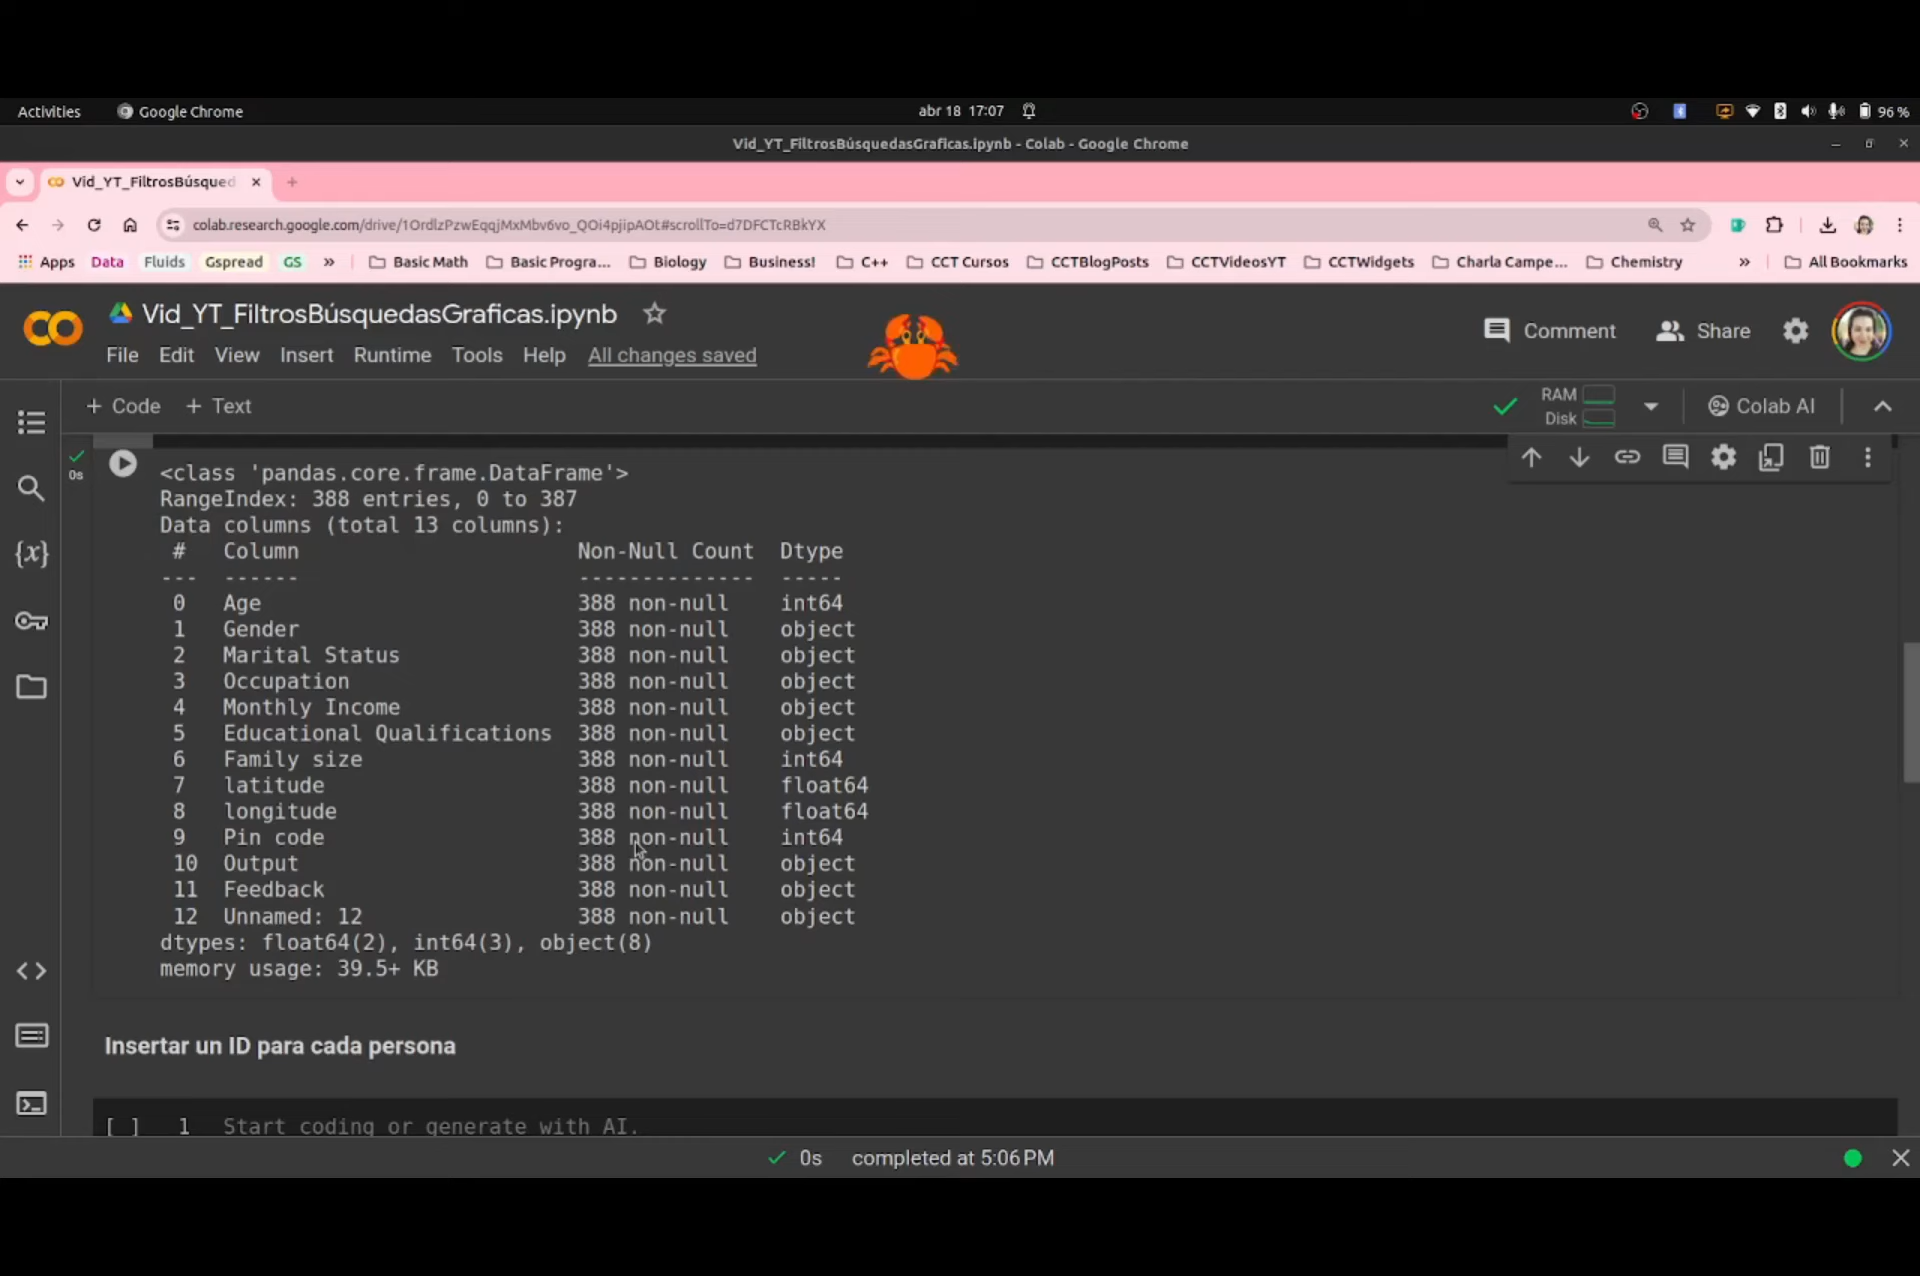 Activities Google Chrome abr 18 17:07 96 %
Vid_YT_FiltrosBúsquedasGraficas.ipynb - Colab - Google Chrome
Vid_YT_FiltrosBúsqued
colab.research.google.com/drive/1OrdlzPzwEqqjMxMbv6vo_QOi4pjipAOt#scrollTo=d7DFCTcRBkYX
Apps Data Fluids Gspread GS » Basic Math Basic Progra... Biology Business! C++ CCT Cursos CCTBlogPosts CCTVideosYT CCTWidgets Charla Campe... Chemistry » All Bookmarks
Vid_YT_FiltrosBúsquedasGraficas.ipynb
Comment Share
File Edit View Insert Runtime Tools Help All changes saved
+ Code + Text RAM Disk Colab AI
0s
<class 'pandas.core.frame.DataFrame'>
RangeIndex: 388 entries, 0 to 387
Data columns (total 13 columns):
# Column Non-Null Count Dtype
--- ------ -------------- -----
0 Age 388 non-null int64
1 Gender 388 non-null object
2 Marital Status 388 non-null object
3 Occupation 388 non-null object
4 Monthly Income 388 non-null object
5 Educational Qualifications 388 non-null object
6 Family size 388 non-null int64
7 latitude 388 non-null float64
8 longitude 388 non-null float64
9 Pin code 388 non-null int64
10 Output 388 non-null object
11 Feedback 388 non-null object
12 Unnamed: 12 388 non-null object
dtypes: float64(2), int64(3), object(8)
memory usage: 39.5+ KB
Insertar un ID para cada persona
[ ] 1 Start coding or generate with AI.
0s completed at 5:06 PM